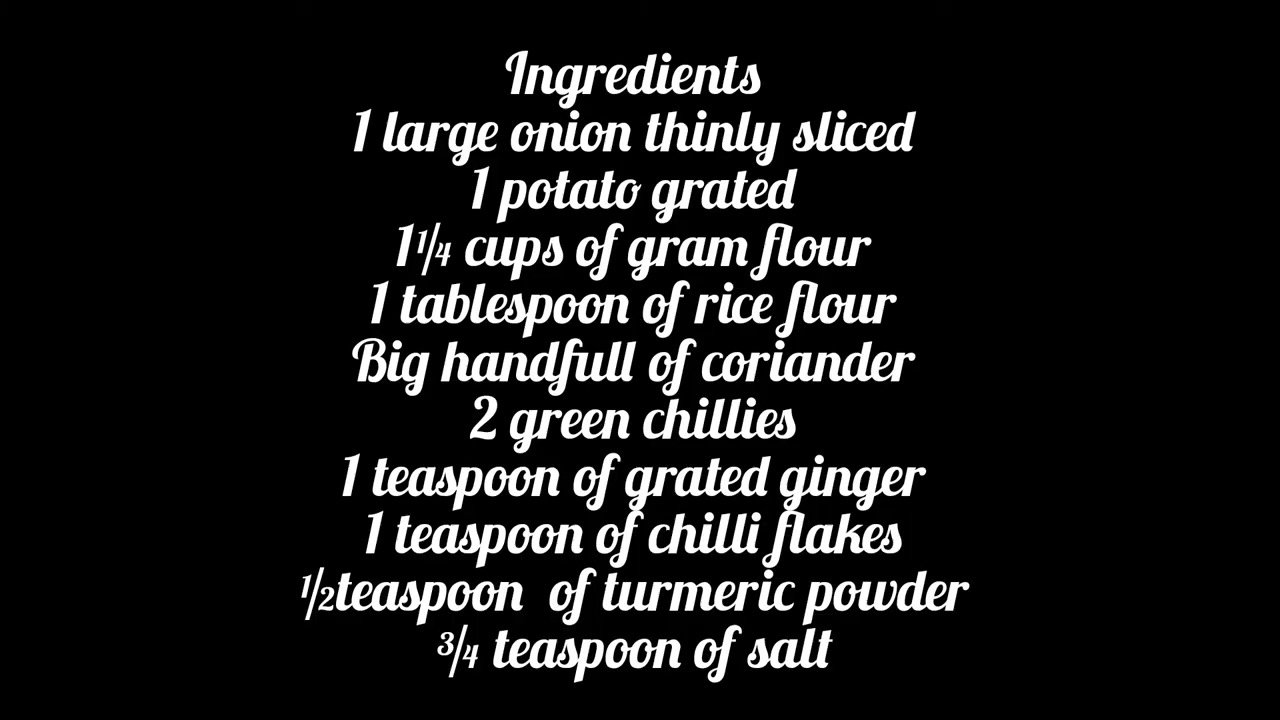 Ingredients
1 large onion thinly sliced
1 potato grated
1 1/4 cups of gram flour
1 tablespoon of rice flour
Big handfull of coriander
2 green chillies
1 teaspoon of grated ginger
1 teaspoon of chilli flakes
1/2teaspoon  of turmeric powder
3/4 teaspoon of salt